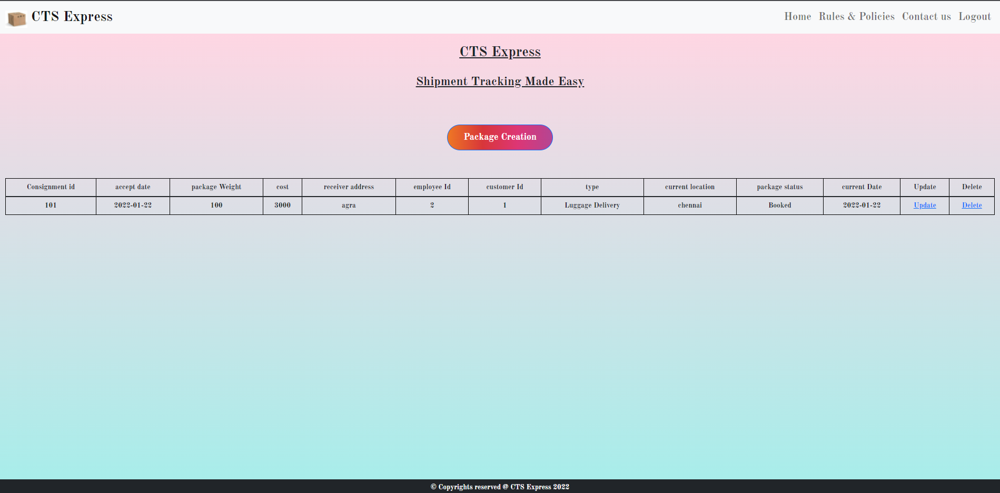 CTS Express
Home Rules & Policies Contact us Logout
CTS Express
Shipment Tracking Made Easy
Package Creation
Consignment id accept date package Weight cost receiver address employee Id customer Id type current location package status current Date Update Delete
101 2022-01-22 100 3000 agra 2 1 Luggage Delivery chennai Booked 2022-01-22 Update Delete
© Copyrights reserved @ CTS Express 2022